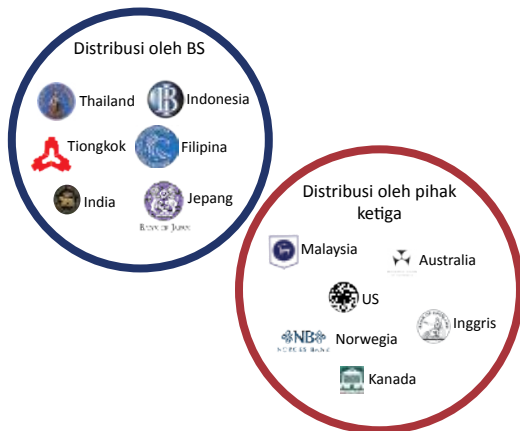 Distribusi oleh BS
Thailand
Indonesia
Tiongkok
Filipina
India
Jepang
BANK OF JAPAN
Distribusi oleh pihak
ketiga
Malaysia
Australia
US
Inggris
NB
NORGES BANK
Norwegia
Kanada